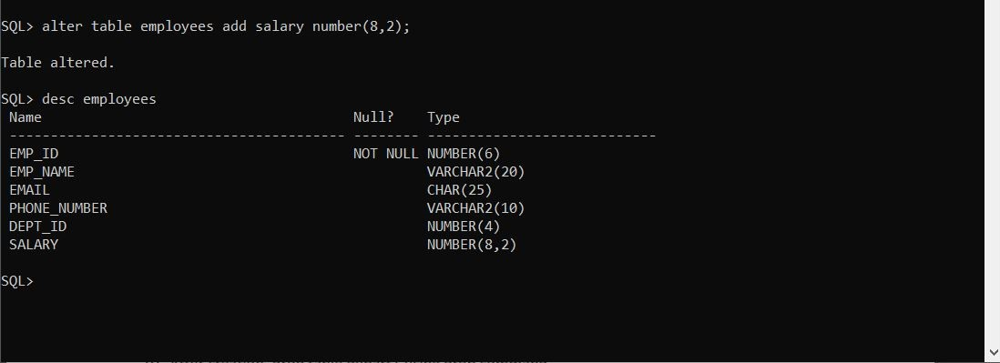 SQL> alter table employees add salary number(8,2);
Table altered.
SQL> desc employees
Name Null? Type
----------------------------------------- -------- ----------------------------
EMP_ID NOT NULL NUMBER(6)
EMP_NAME VARCHAR2(20)
EMAIL CHAR(25)
PHONE_NUMBER VARCHAR2(10)
DEPT_ID NUMBER(4)
SALARY NUMBER(8,2)
SQL>